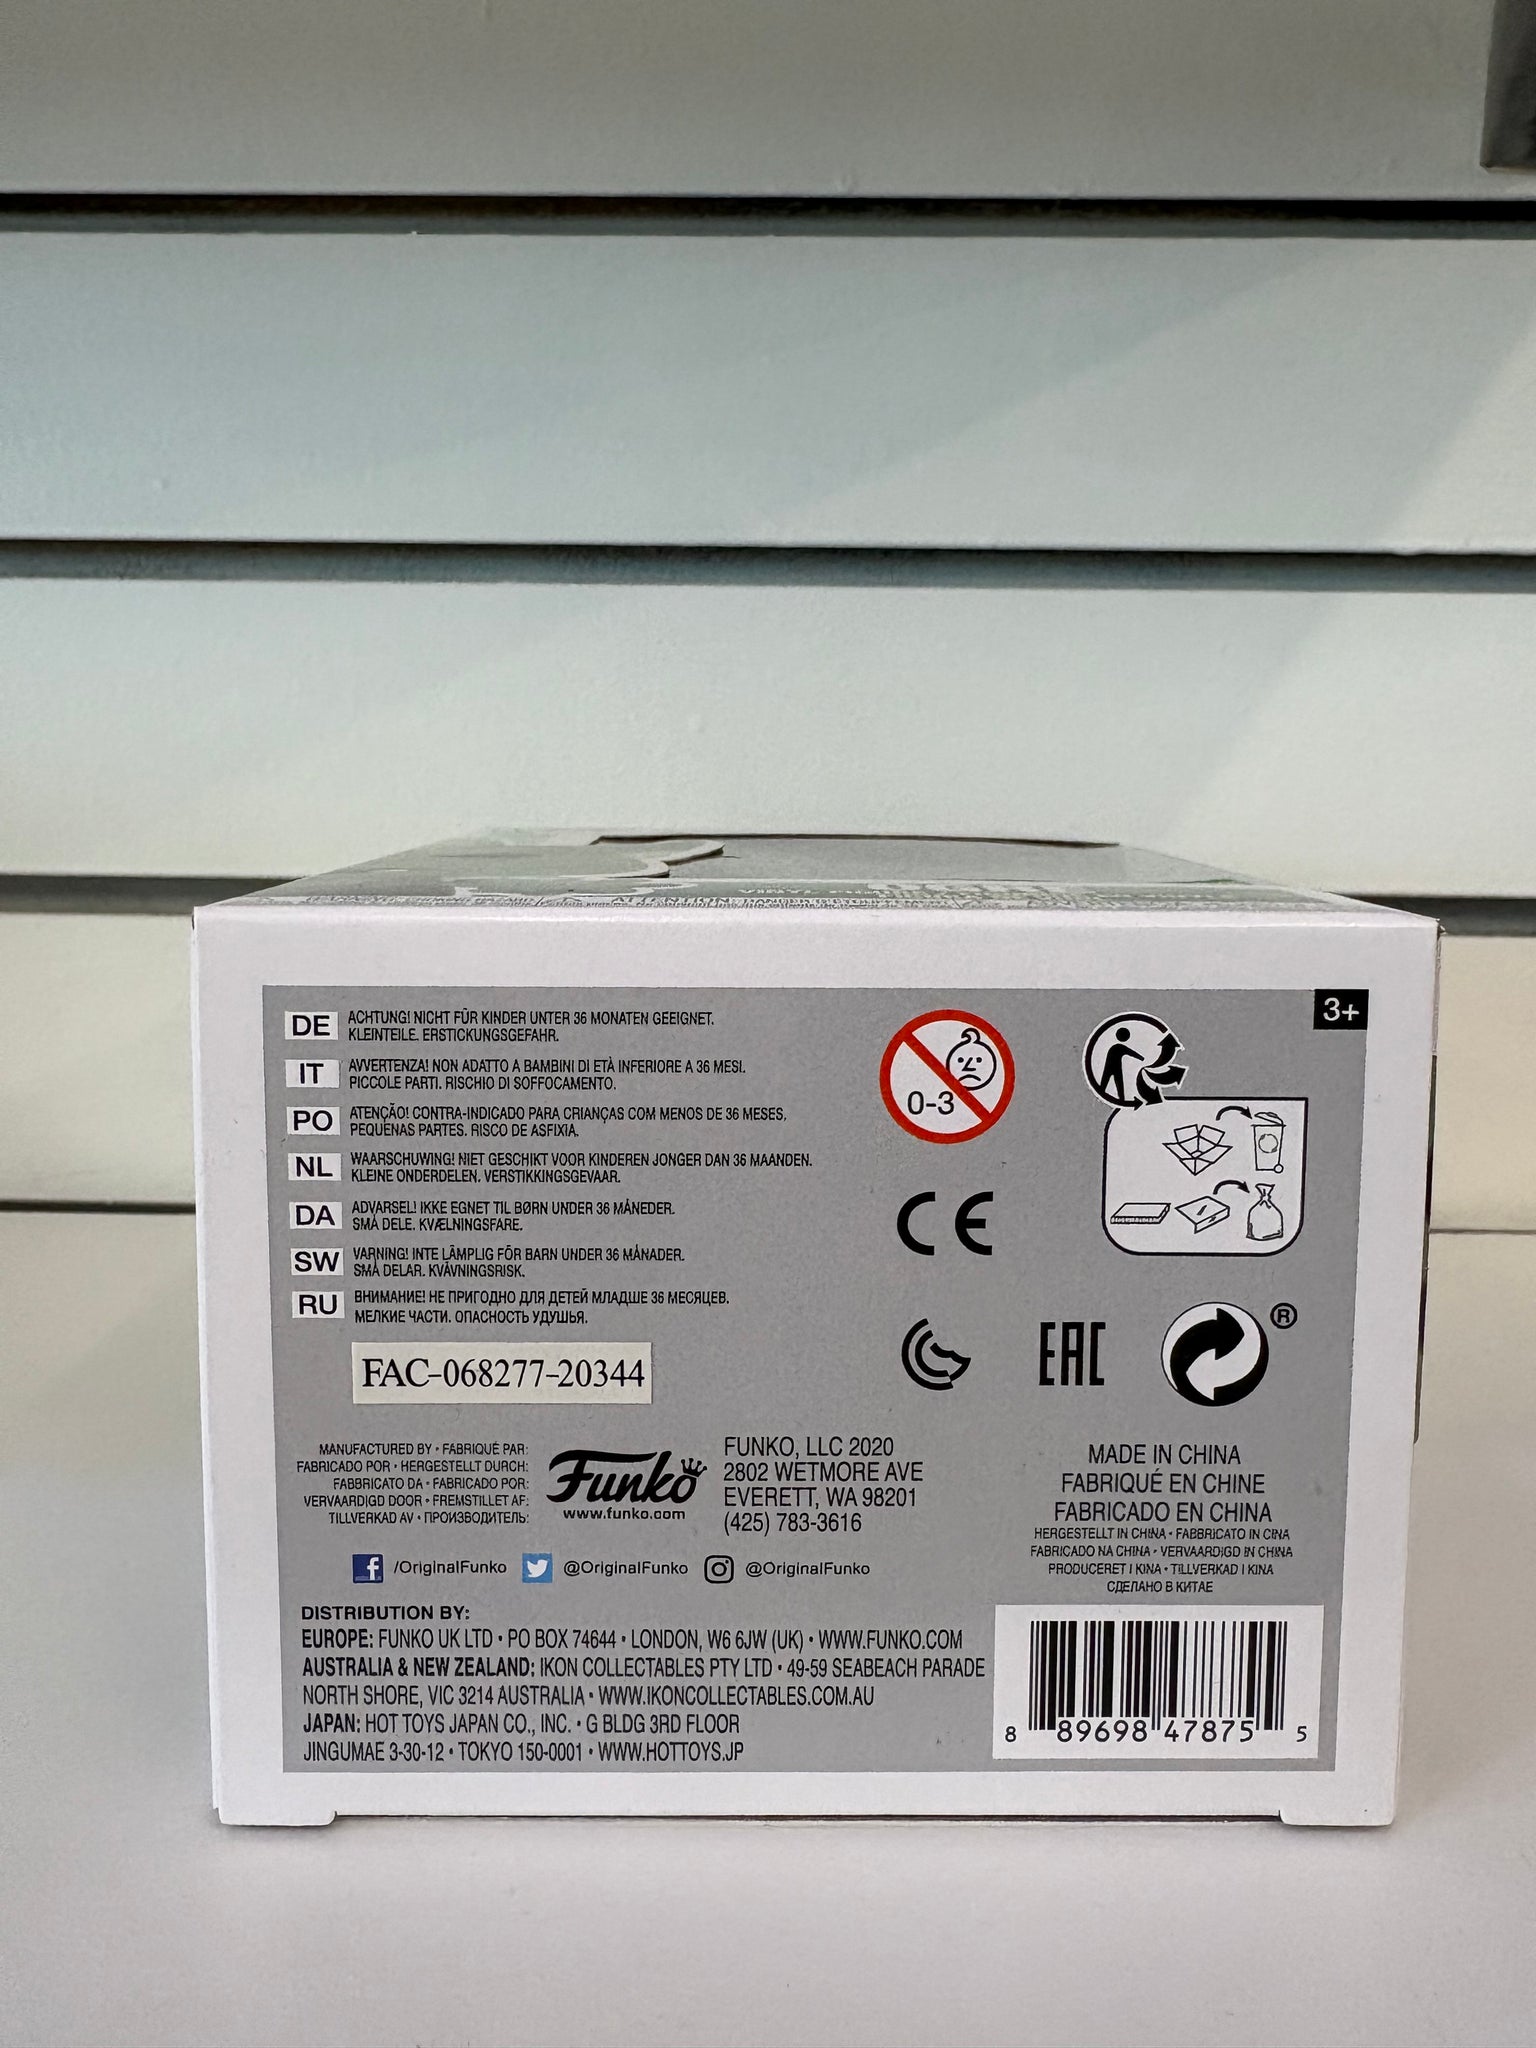 3+
DE ACHTUNG! NICHT FÜR KINDER UNTER 36 MONATEN GEEIGNET.
KLEINTEILE. ERSTICKUNGSGEFAHR.
IT AVVERTENZA! NON ADATTO A BAMBINI DI ETÀ INFERIORE A 36 MESI.
PICCOLE PARTI. RISCHIO DI SOFFOCAMENTO.
PO ATENÇÃO! CONTRA-INDICADO PARA CRIANÇAS COM MENOS DE 36 MESES,
PEQUENAS PARTES. RISCO DE ASFIXIA.
NL WAARSCHUWING! NIET GESCHIKT VOOR KINDEREN JONGER DAN 36 MAANDEN.
KLEINE ONDERDELEN. VERSTIKKINGSGEVAAR.
DA ADVARSEL! IKKE EGNET TIL BØRN UNDER 36 MÅNEDER.
SMÅ DELE. KVÆLNINGSFARE.
SW VARNING! INTE LÄMPLIG FÖR BARN UNDER 36 MÅNADER.
SMÅ DELAR. KVÄVNINGSRISK.
RU ВНИМАНИЕ! НЕ ПРИГОДНО ДЛЯ ДЕТЕЙ МЛАДШЕ 36 МЕСЯЦЕВ.
МЕЛКИЕ ЧАСТИ. ОПАСНОСТЬ УДУШЬЯ.
0-3
CE
EAC
®
FAC-068277-20344
MANUFACTURED BY • FABRIQUÉ PAR:
FABRICADO POR • HERGESTELLT DURCH:
FABBRICATO DA • FABRICADO POR:
VERVAARDIGD DOOR • FREMSTILLET AF:
TILLVERKAD AV • ПРОИЗВОДИТЕЛЬ:
Funko
www.funko.com
FUNKO, LLC 2020
2802 WETMORE AVE
EVERETT, WA 98201
(425) 783-3616
MADE IN CHINA
FABRIQUÉ EN CHINE
FABRICADO EN CHINA
HERGESTELLT IN CHINA • FABBRICATO IN CINA
FABRICADO NA CHINA • VERVAARDIGD IN CHINA
PRODUCERET I KINA • TILLVERKAD I KINA
СДЕЛАНО В КИТАЕ
/OriginalFunko @OriginalFunko @OriginalFunko
DISTRIBUTION BY:
EUROPE: FUNKO UK LTD • PO BOX 74644 • LONDON, W6 6JW (UK) • WWW.FUNKO.COM
AUSTRALIA & NEW ZEALAND: IKON COLLECTABLES PTY LTD • 49-59 SEABEACH PARADE
NORTH SHORE, VIC 3214 AUSTRALIA • WWW.IKONCOLLECTABLES.COM.AU
JAPAN: HOT TOYS JAPAN CO., INC. • G BLDG 3RD FLOOR
JINGUMAE 3-30-12 • TOKYO 150-0001 • WWW.HOTTOYS.JP
8 89698 47875 5